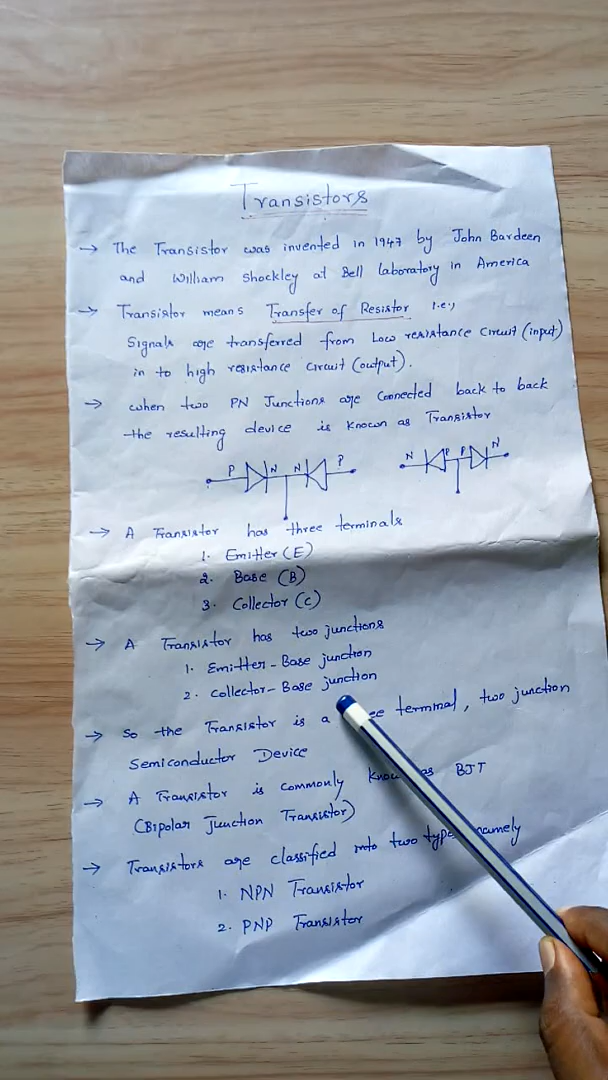 Transistors
→ The Transistor was invented in 1947 by John Bardeen
and William Shockley at Bell laboratory in America
→ Transistor means Transfer of Resistor i.e.,
Signals are transferred from Low resistance circuit (input)
in to high resistance circuit (output).
→ when two PN Junctions are Connected back to back
the resulting device is known as Transistor
P N N P N P P N
→ A Transistor has three terminals
1. Emitter (E)
2. Base (B)
3. Collector (C)
→ A Transistor has two junctions
1. Emitter-Base junction
2. Collector-Base junction
→ So the Transistor is a terminal, two junction
Semiconductor Device
→ A Transistor is commonly as BJT
(Bipolar Junction Transistor)
→ Transistors are classified into two namely
1. NPN Transistor
2. PNP Transistor